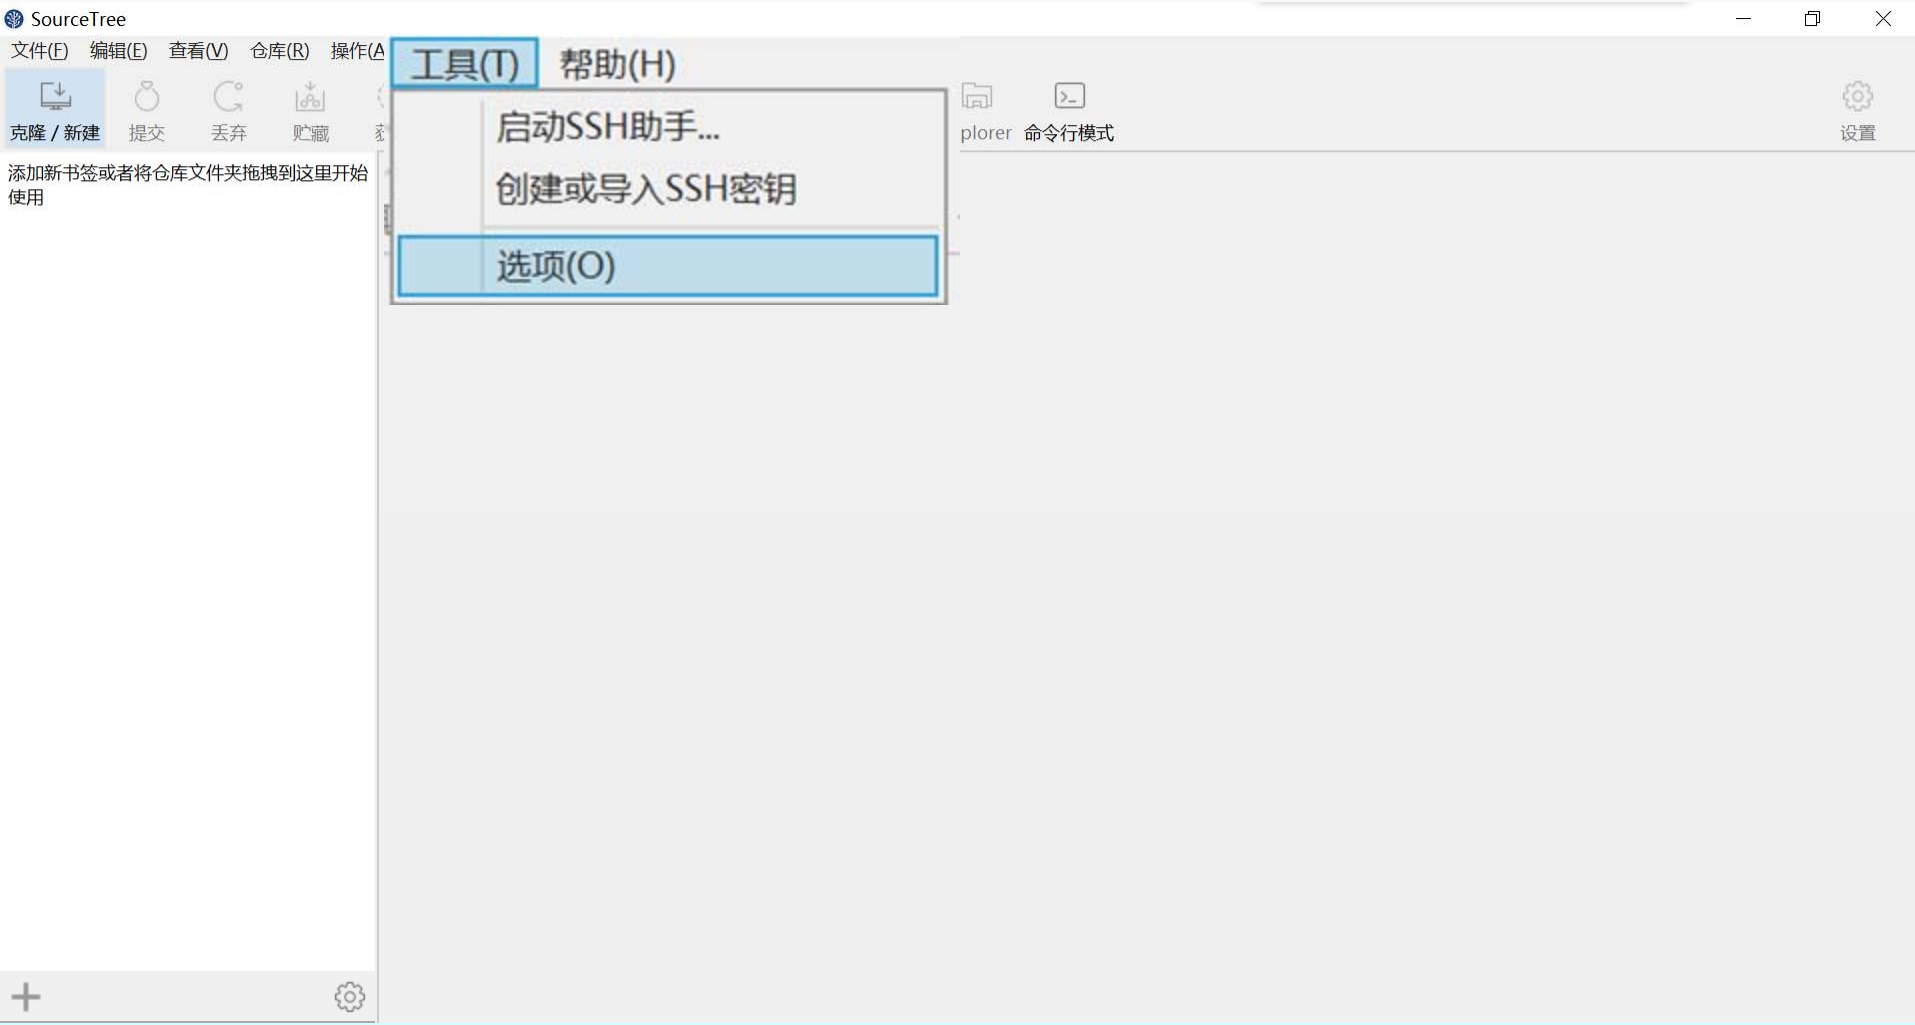 SourceTree
文件(F) 编辑(E) 查看(V) 仓库(R) 操作(A
工具(T) 帮助(H)
启动SSH助手...
创建或导入SSH密钥
选项(O)
克隆 / 新建 提交 丢弃 贮藏 plorer 命令行模式 设置
添加新书签或者将仓库文件夹拖拽到这里开始
使用